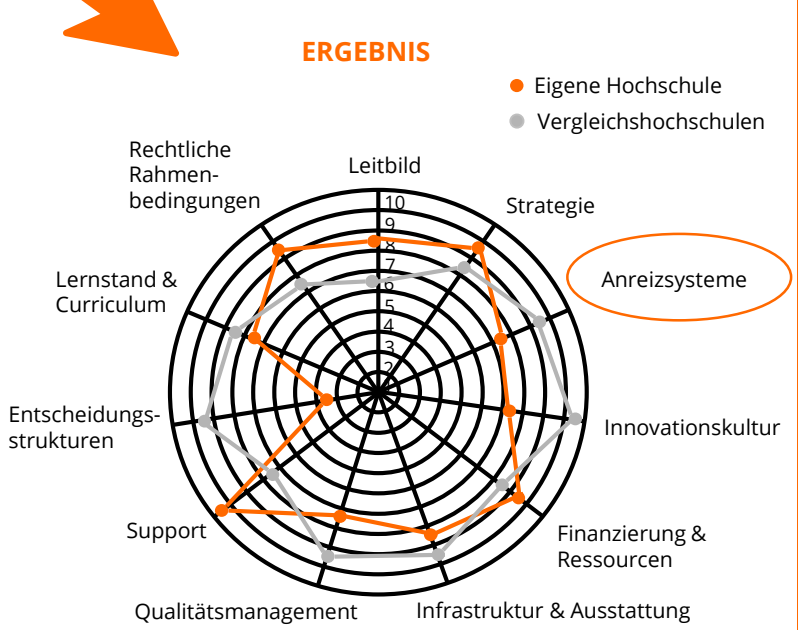 ERGEBNIS
Eigene Hochschule
Vergleichshochschulen
Rechtliche
Rahmen-
bedingungen
Leitbild
Strategie
Anreizsysteme
Lernstand &
Curriculum
10
9
8
7
6
5
4
3
2
Entscheidungs-
strukturen
Innovationskultur
Support
Finanzierung &
Ressourcen
Qualitätsmanagement
Infrastruktur & Ausstattung